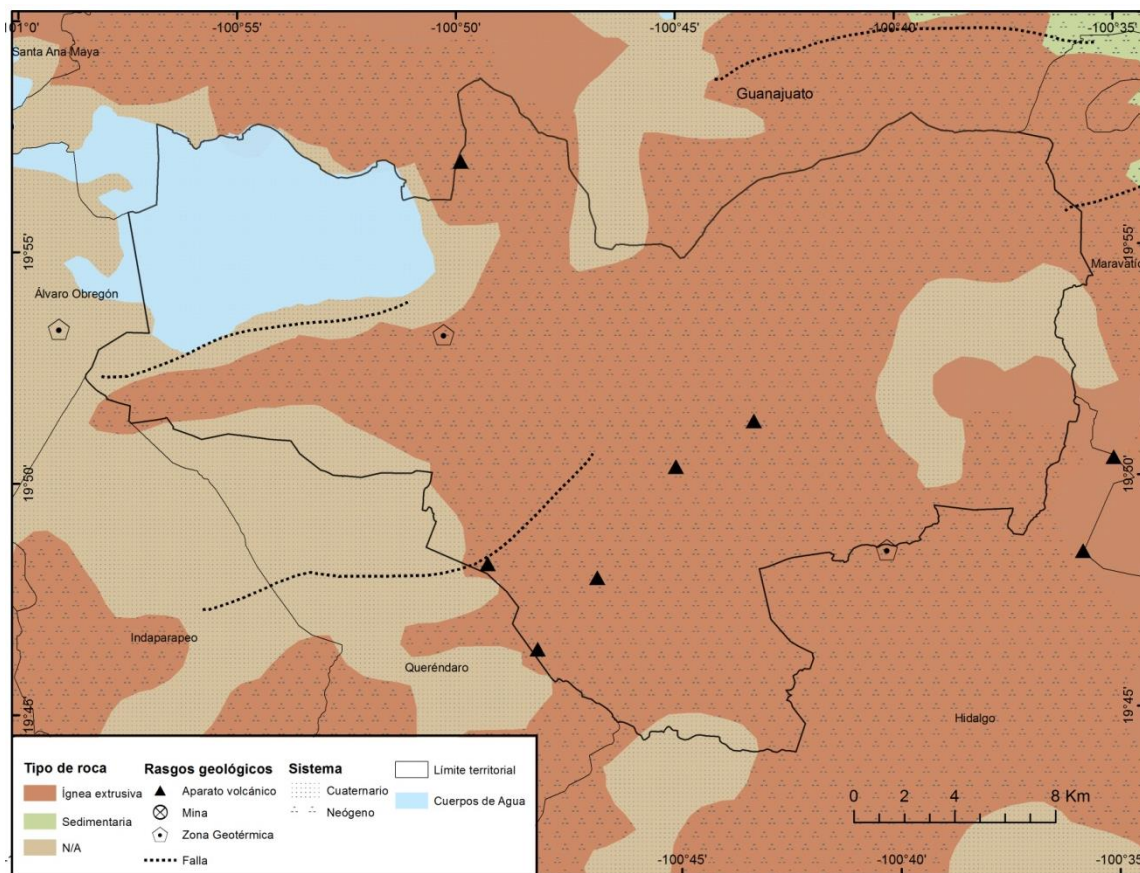 101°0'
-100°55'
-100°50'
-100°45'
-100°40'
-100°35'
Santa Ana Maya
Guanajuato
19°55'
19°55'
Maravatío
Álvaro Obregón
19°50'
19°50'
Indaparapeo
Queréndaro
19°45'
19°45'
Hidalgo
Tipo de roca
Ígnea extrusiva
Sedimentaria
N/A
Rasgos geológicos
Aparato volcánico
Mina
Zona Geotérmica
Falla
Sistema
Cuaternario
Neógeno
Límite territorial
Cuerpos de Agua
0 2 4 8 Km
-100°45'
-100°40'
-100°35'